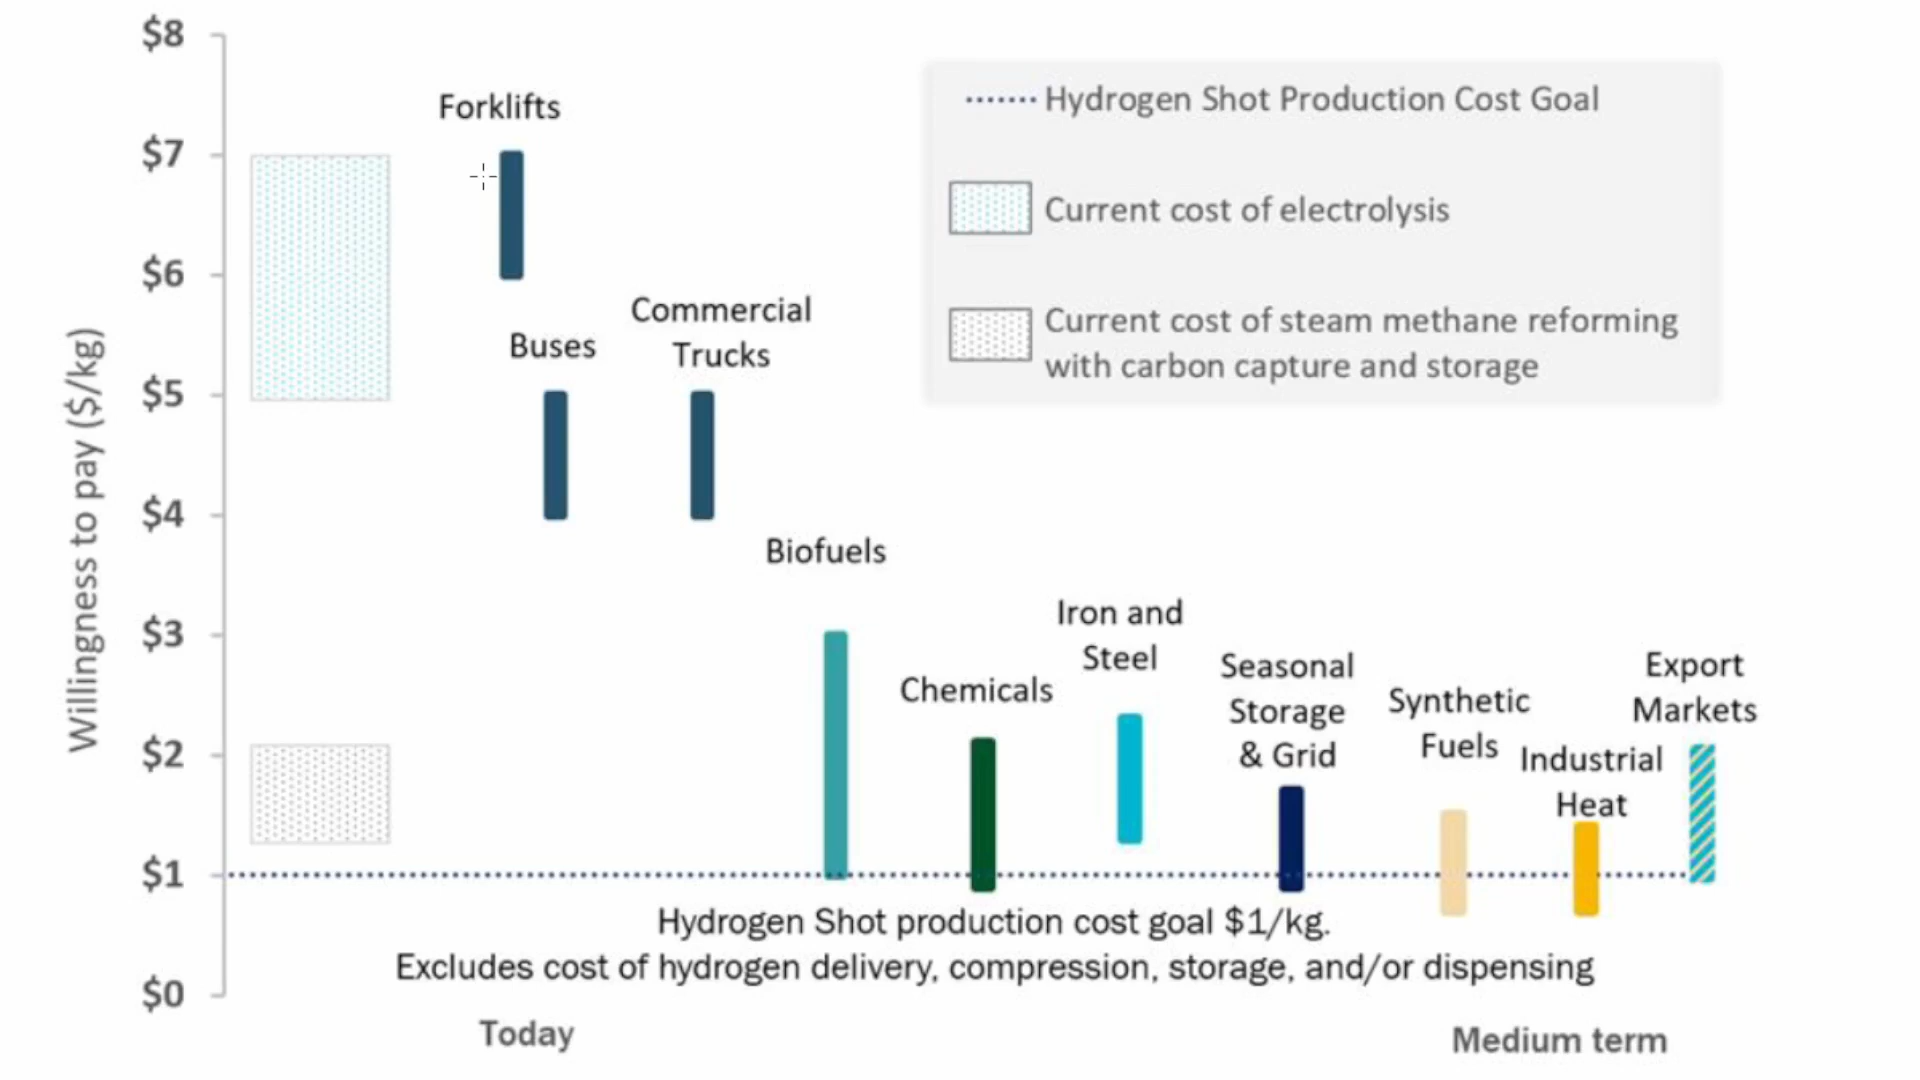 $8
$7
$6
$5
$4
$3
$2
$1
$0
Willingness to pay ($/kg)
Forklifts
Buses
Commercial
Trucks
Biofuels
Chemicals
Iron and
Steel
Seasonal
Storage
& Grid
Synthetic
Fuels
Industrial
Heat
Export
Markets
Hydrogen Shot Production Cost Goal
Current cost of electrolysis
Current cost of steam methane reforming
with carbon capture and storage
Hydrogen Shot production cost goal $1/kg.
Excludes cost of hydrogen delivery, compression, storage, and/or dispensing
Today
Medium term